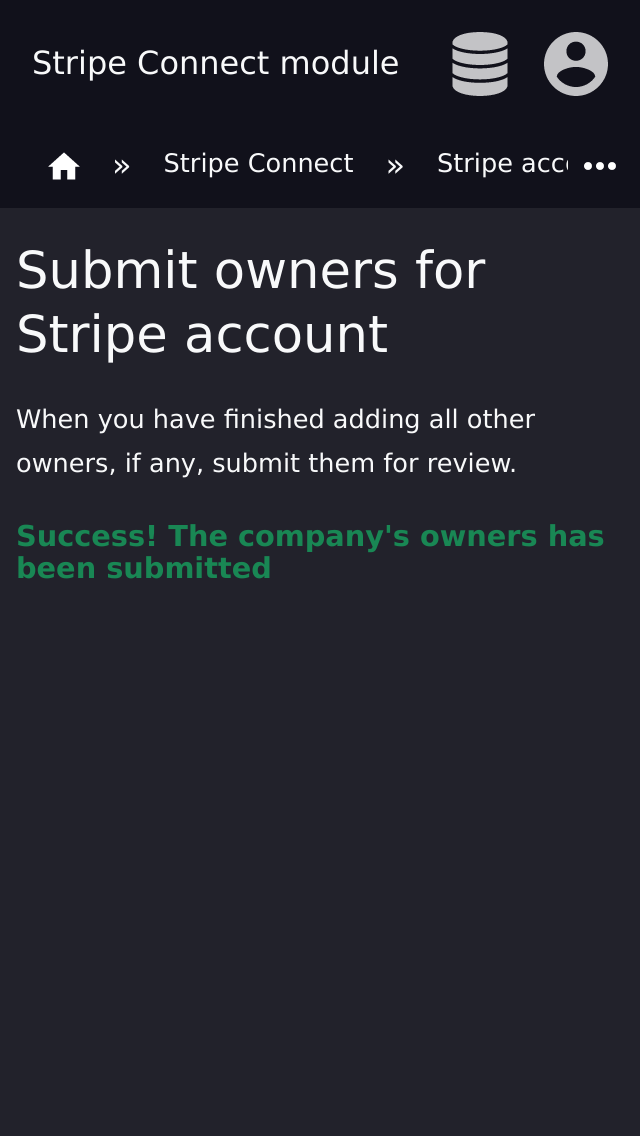 Stripe Connect module
» Stripe Connect » Stripe acc
Submit owners for
Stripe account
When you have finished adding all other
owners, if any, submit them for review.
Success! The company's owners has
been submitted